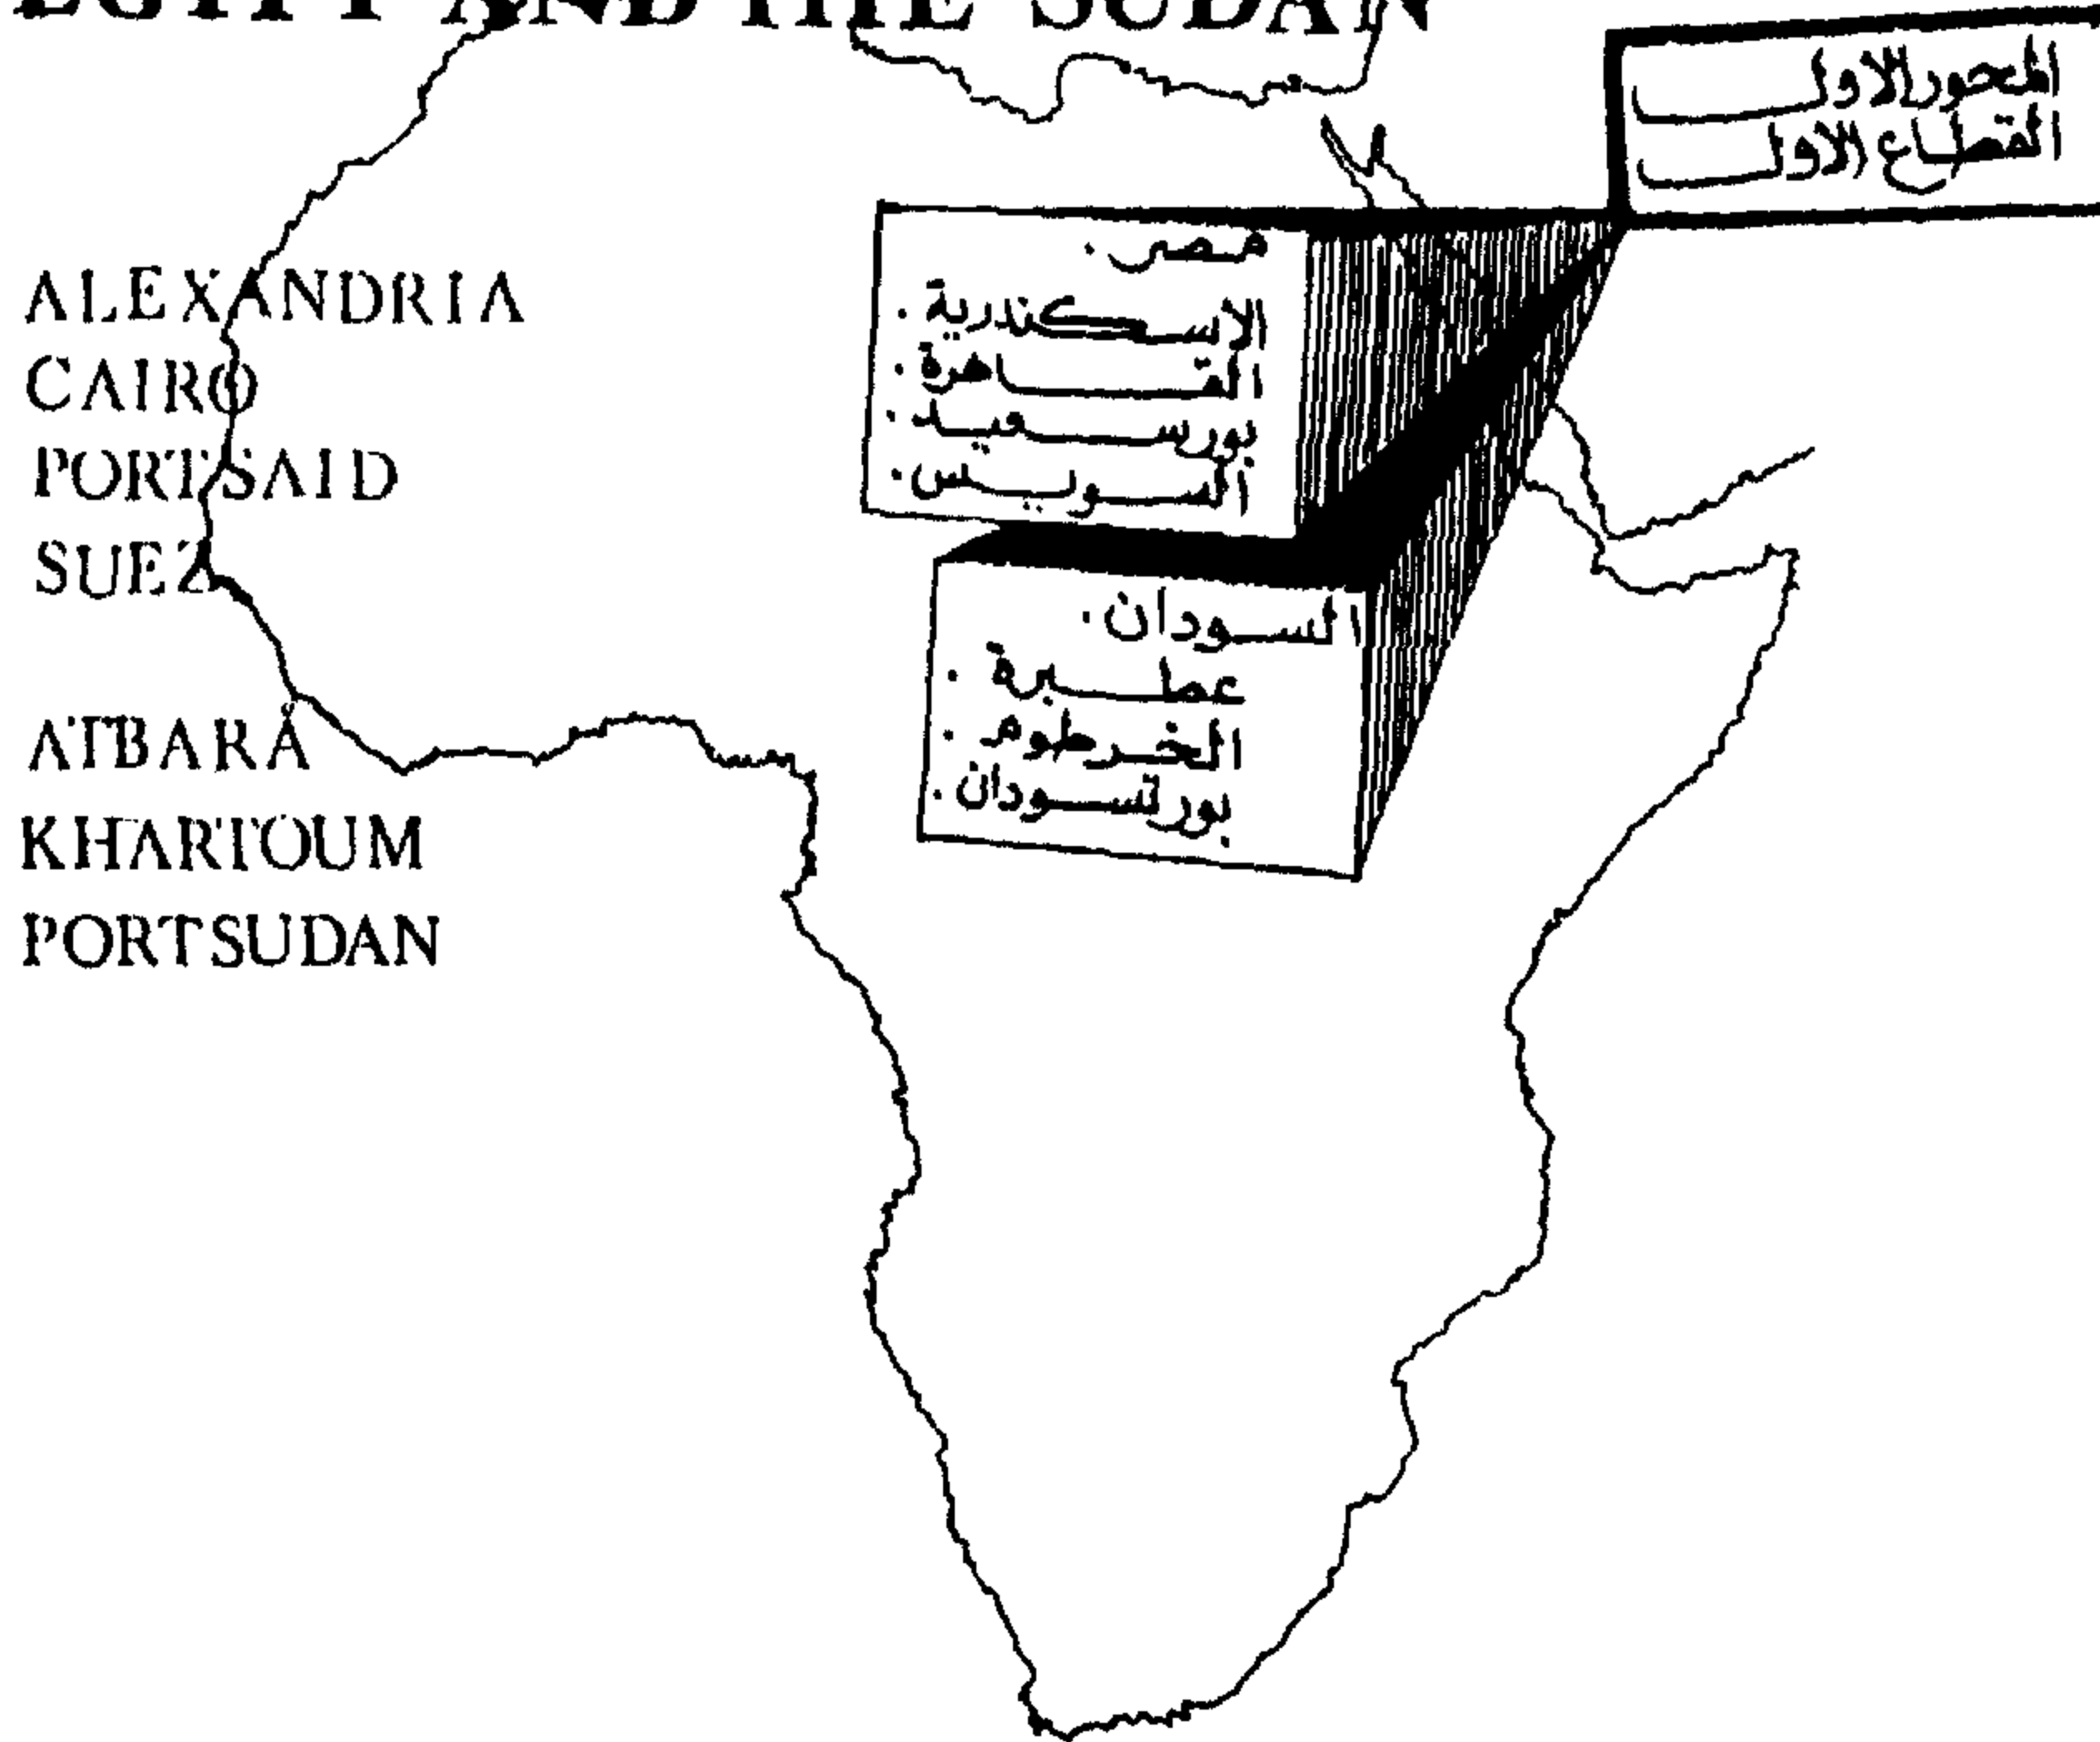 EGYPT AND THE SUDAN
المحور الاول
القطاع الاول
مصر.
الاسكندرية.
القاهرة.
بورسعيد.
السويس.
ALEXANDRIA
CAIRO
PORTSAID
SUEZ
السودان.
عطبرة.
الخرطوم.
بورتسودان.
ATBARA
KHARTOUM
PORTSUDAN